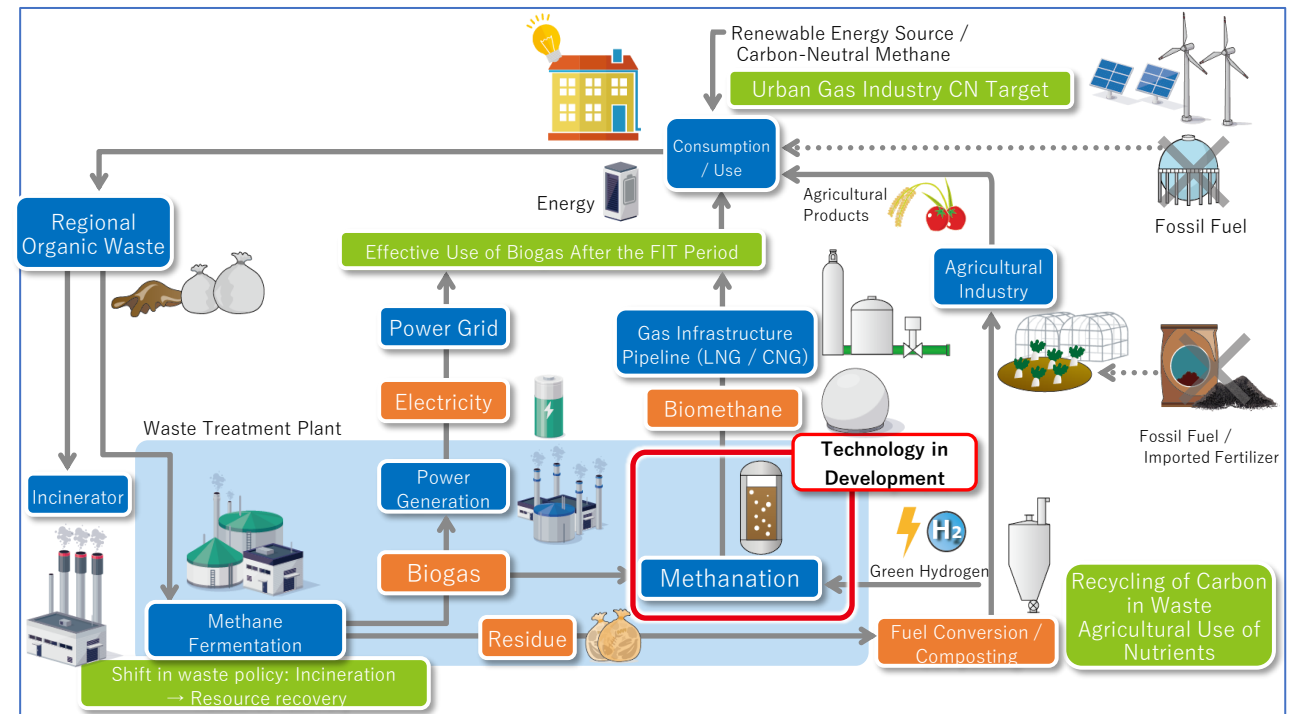 Renewable Energy Source /
Carbon-Neutral Methane
Urban Gas Industry CN Target
Consumption
/ Use
Energy
Agricultural
Products
Fossil Fuel
Regional
Organic Waste
Effective Use of Biogas After the FIT Period
Agricultural
Industry
Power Grid
Gas Infrastructure
Pipeline (LNG / CNG)
Electricity
Biomethane
Waste Treatment Plant
Technology in
Development
Fossil Fuel /
Imported Fertilizer
Incinerator
Power
Generation
H2
Biogas
Methanation
Green Hydrogen
Methane
Fermentation
Residue
Fuel Conversion /
Composting
Recycling of Carbon
in Waste
Agricultural Use of
Nutrients
Shift in waste policy: Incineration
→ Resource recovery